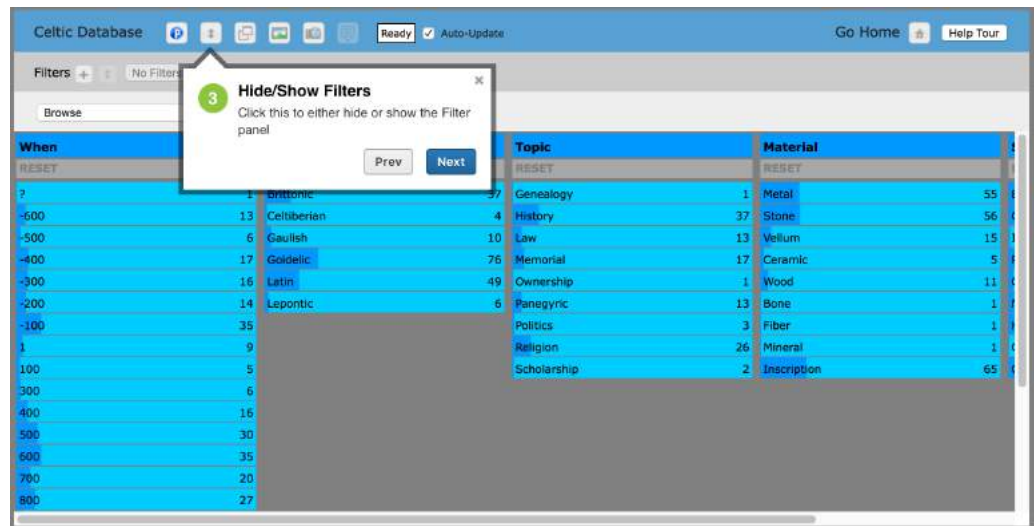 Celtic Database
Ready
Auto-Update
Go Home
Help Tour
Filters
No Filters
3
Hide/Show Filters
Click this to either hide or show the Filter
panel
Prev
Next
Browse
When
RESET
? 1
-600 13
-500 6
-400 17
-300 16
-200 14
-100 35
1 9
100 5
300 6
400 16
500 30
600 35
700 20
800 27
Brittonic 37
Celtiberian 4
Gaulish 10
Goidelic 76
Latin 49
Lepontic 6
Topic
RESET
Genealogy 1
History 37
Law 13
Memorial 17
Ownership 1
Panegyric 13
Politics 3
Religion 26
Scholarship 2
Material
RESET
Metal 55
Stone 56
Vellum 15
Ceramic 5
Wood 11
Bone 1
Fiber 1
Mineral 1
Inscription 65